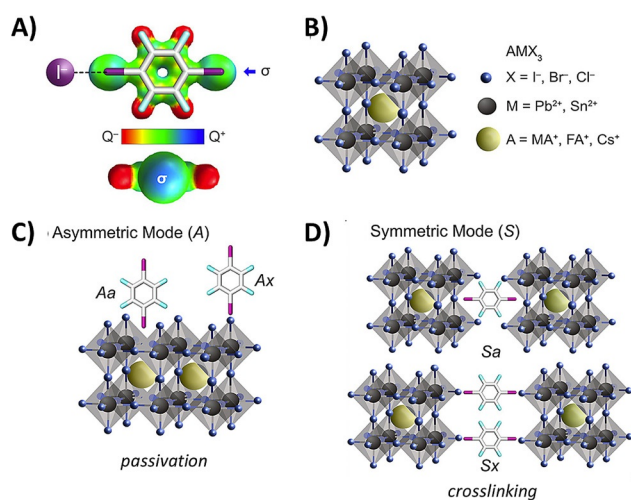 A)
I⁻
σ
Q⁻ Q⁺
σ
B)
AMX₃
X = I⁻, Br⁻, Cl⁻
M = Pb²⁺, Sn²⁺
A = MA⁺, FA⁺, Cs⁺
C) Asymmetric Mode (A)
Aa Ax
passivation
D) Symmetric Mode (S)
Sa
Sx
crosslinking